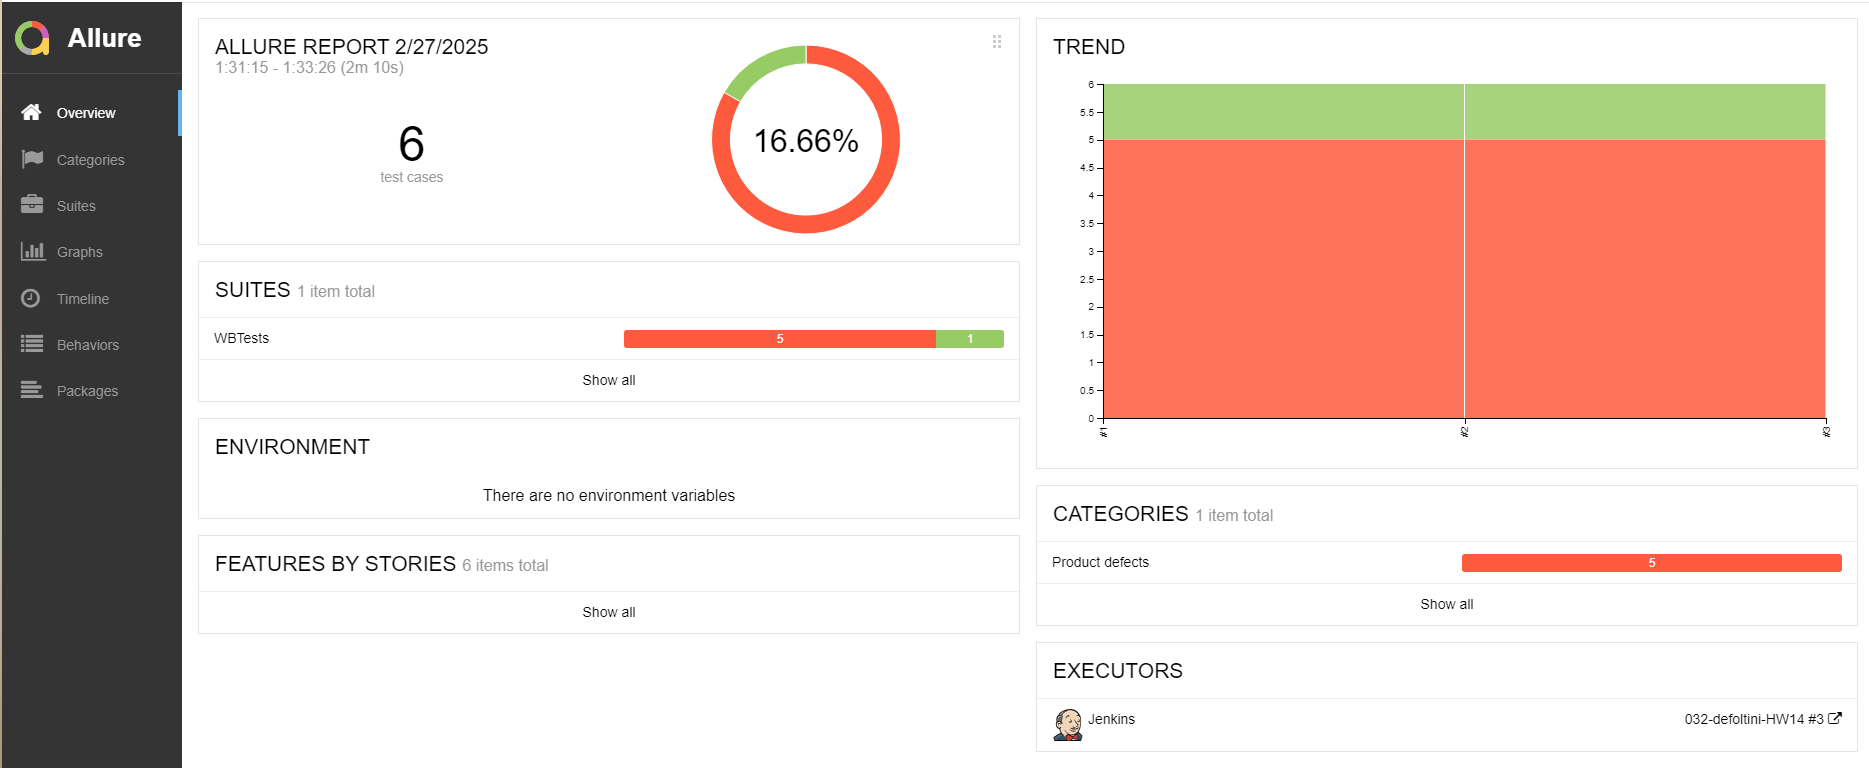 Allure
Overview
Categories
Suites
Graphs
Timeline
Behaviors
Packages
ALLURE REPORT 2/27/2025
1:31:15 - 1:33:26 (2m 10s)
6
test cases
16.66%
SUITES 1 item total
WBTests
5
1
Show all
ENVIRONMENT
There are no environment variables
FEATURES BY STORIES 6 items total
Show all
TREND
6
5.5
5
4.5
4
3.5
3
2.5
2
1.5
1
0.5
0
#1
#2
#3
CATEGORIES 1 item total
Product defects
5
Show all
EXECUTORS
Jenkins
032-defoltini-HW14 #3